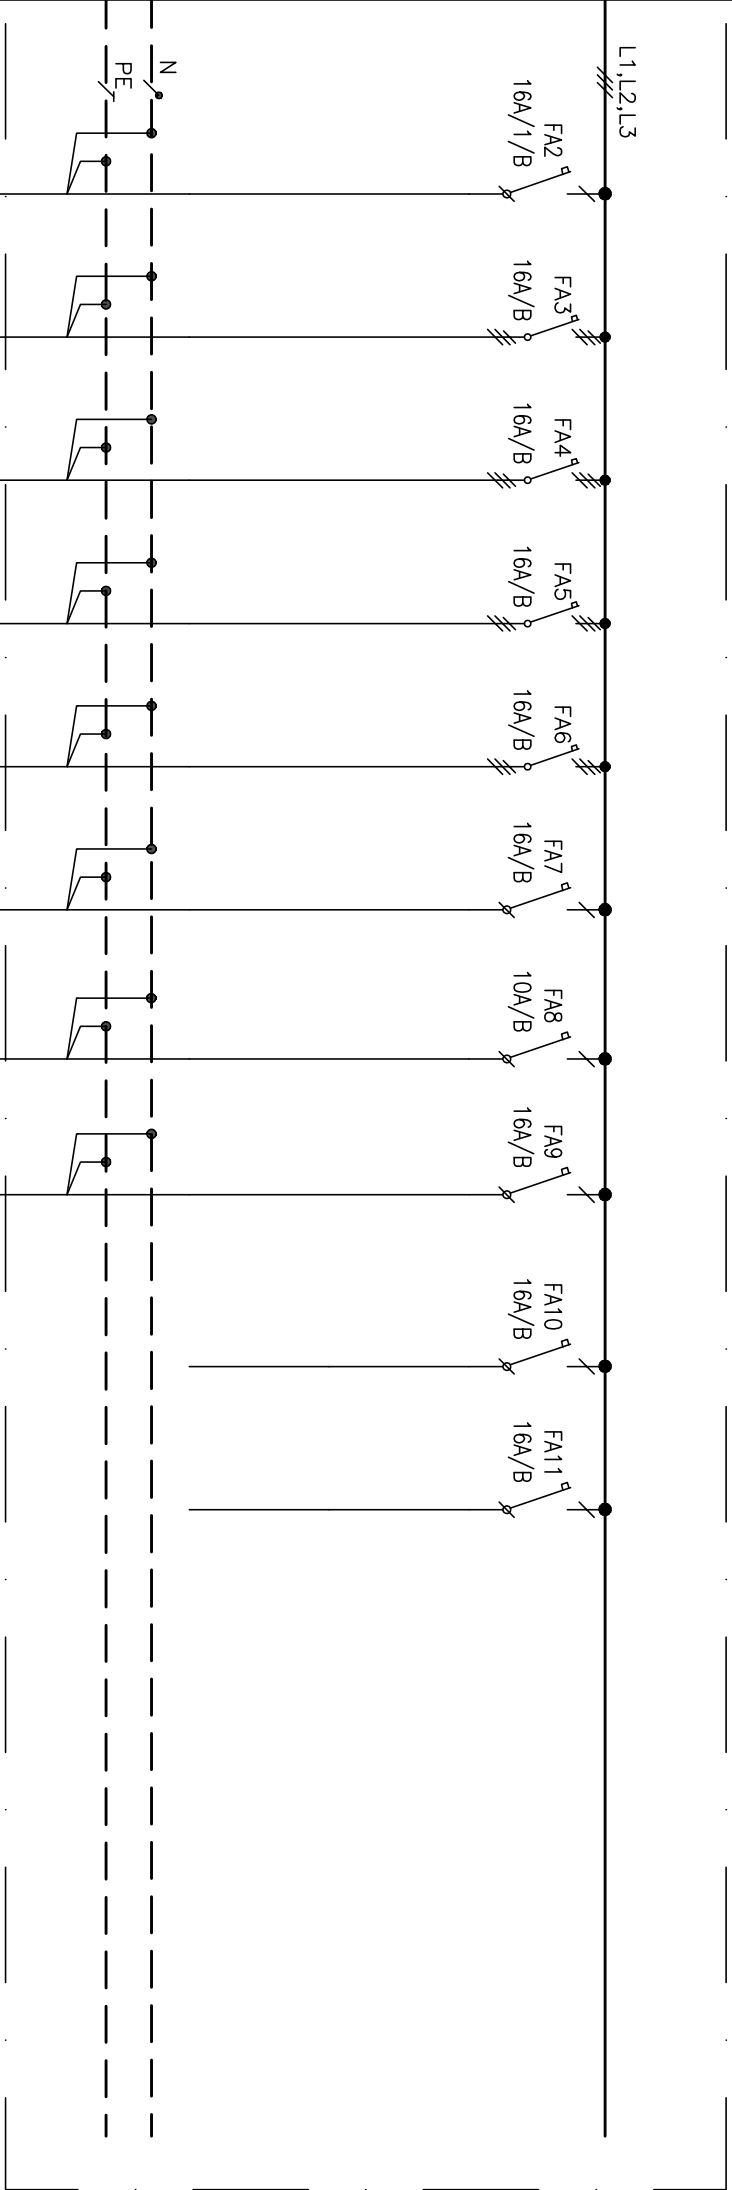 L1,L2,L3
N
PE
FA2
16A/1/B
FA3
16A/B
FA4
16A/B
FA5
16A/B
FA6
16A/B
FA7
16A/B
FA8
10A/B
FA9
16A/B
FA10
16A/B
FA11
16A/B